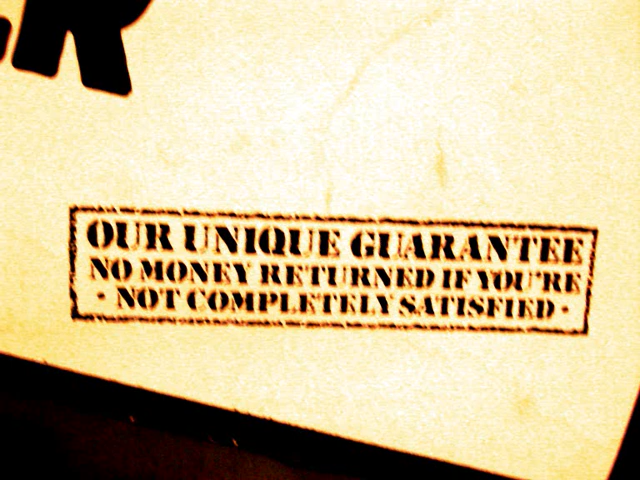 OUR UNIQUE GUARANTEE
NO MONEY RETURNED IF YOU'RE
· NOT COMPLETELY SATISFIED ·